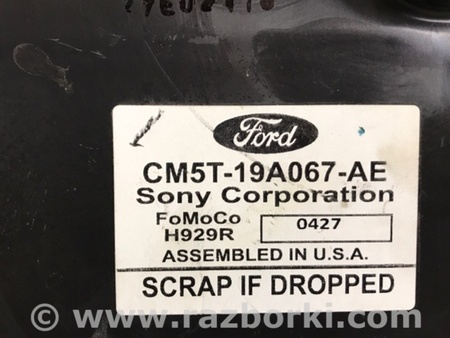 Ford
CM5T-19A067-AE
Sony Corporation
FoMoCo
H929R
0427
ASSEMBLED IN U.S.A.
SCRAP IF DROPPED
© www.razborki.com